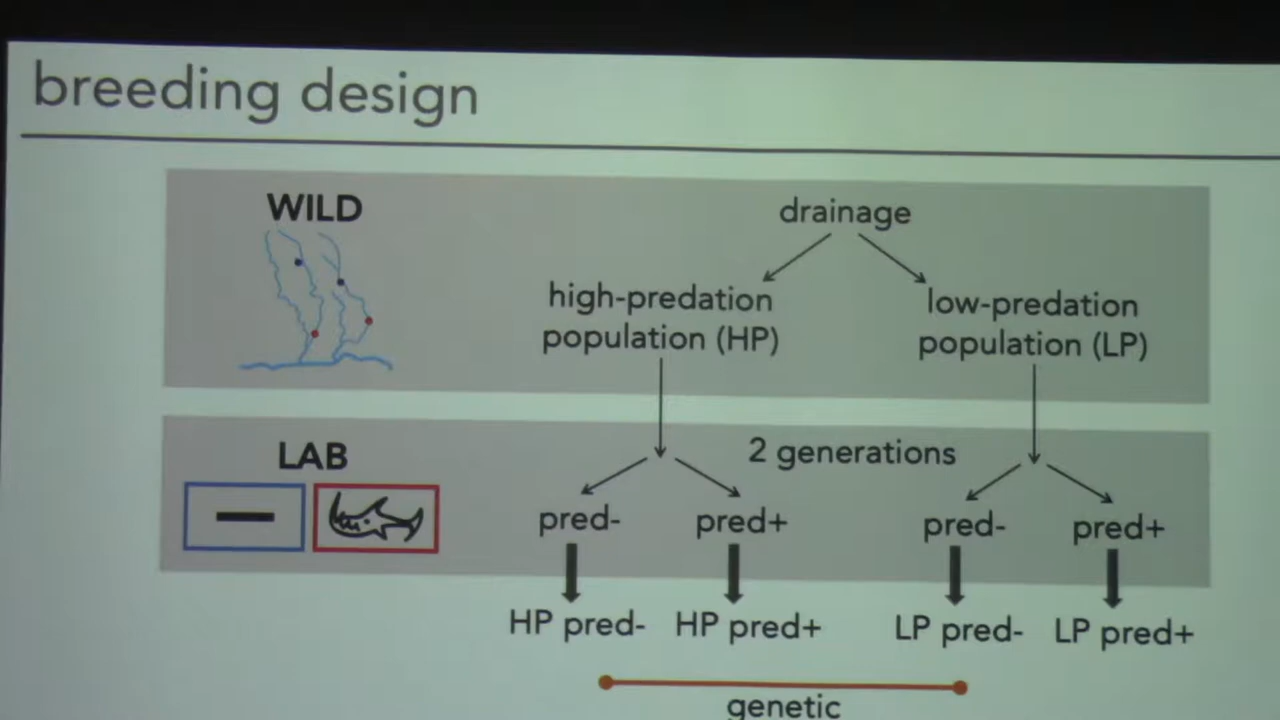 breeding design
WILD
drainage
high-predation
population (HP)
low-predation
population (LP)
LAB
2 generations
pred-
pred+
pred-
pred+
HP pred-
HP pred+
LP pred-
LP pred+
genetic